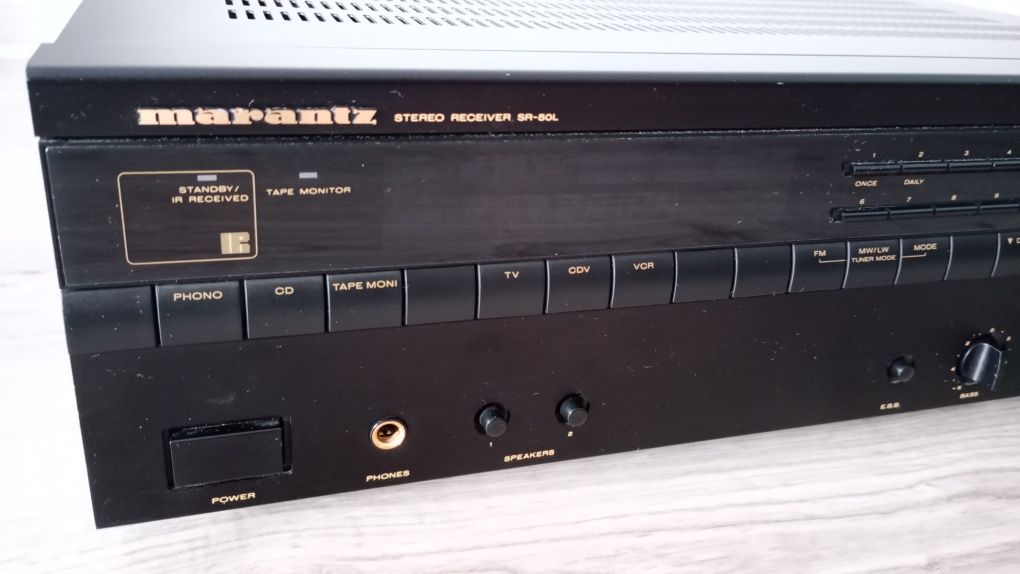 marantz STEREO RECEIVER SR-50L
STANDBY/
IR RECEIVED
TAPE MONITOR
1 2 3 4
ONCE DAILY
6 7 8 9
PHONO
CD
TAPE MONI
TV
CDV
VCR
FM
MW/LW
MODE
TUNER MODE
POWER
PHONES
1 2
SPEAKERS
BASS